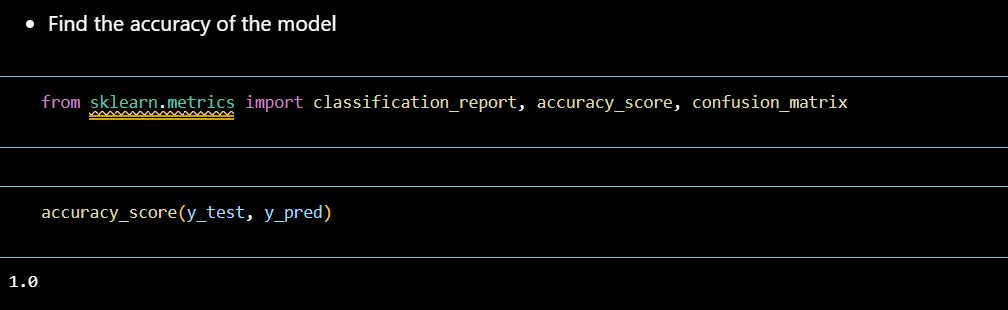 • Find the accuracy of the model
from sklearn.metrics import classification_report, accuracy_score, confusion_matrix
accuracy_score(y_test, y_pred)
1.0